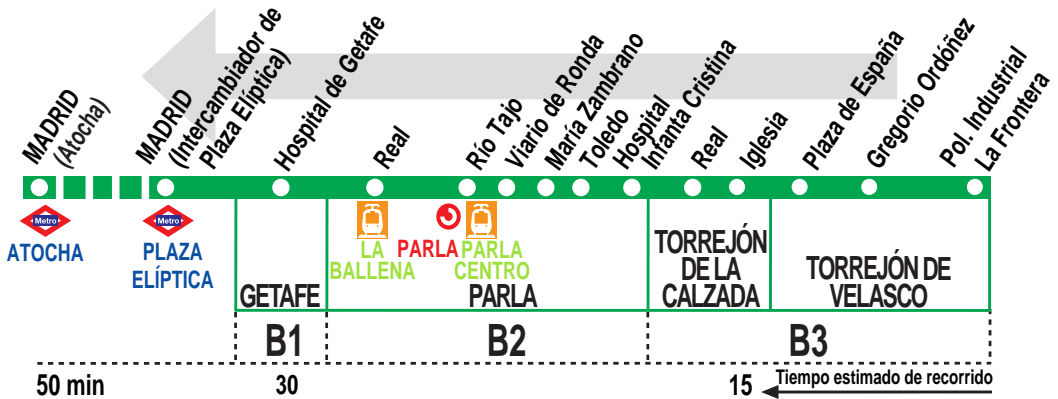 MADRID
(Atocha)
MADRID
(Intercambiador de
Plaza Elíptica)
Hospital de Getafe
Real
Río Tajo
Viario de Ronda
María Zambrano
Toledo
Hospital
Infanta Cristina
Real
Iglesia
Plaza de España
Gregorio Ordóñez
Pol. Industrial
La Frontera
Metro
ATOCHA
Metro
PLAZA
ELÍPTICA
LA
BALLENA
PARLA
PARLA
CENTRO
GETAFE
PARLA
TORREJÓN
DE LA
CALZADA
TORREJÓN DE
VELASCO
B1
B2
B3
50 min
30
15
Tiempo estimado de recorrido